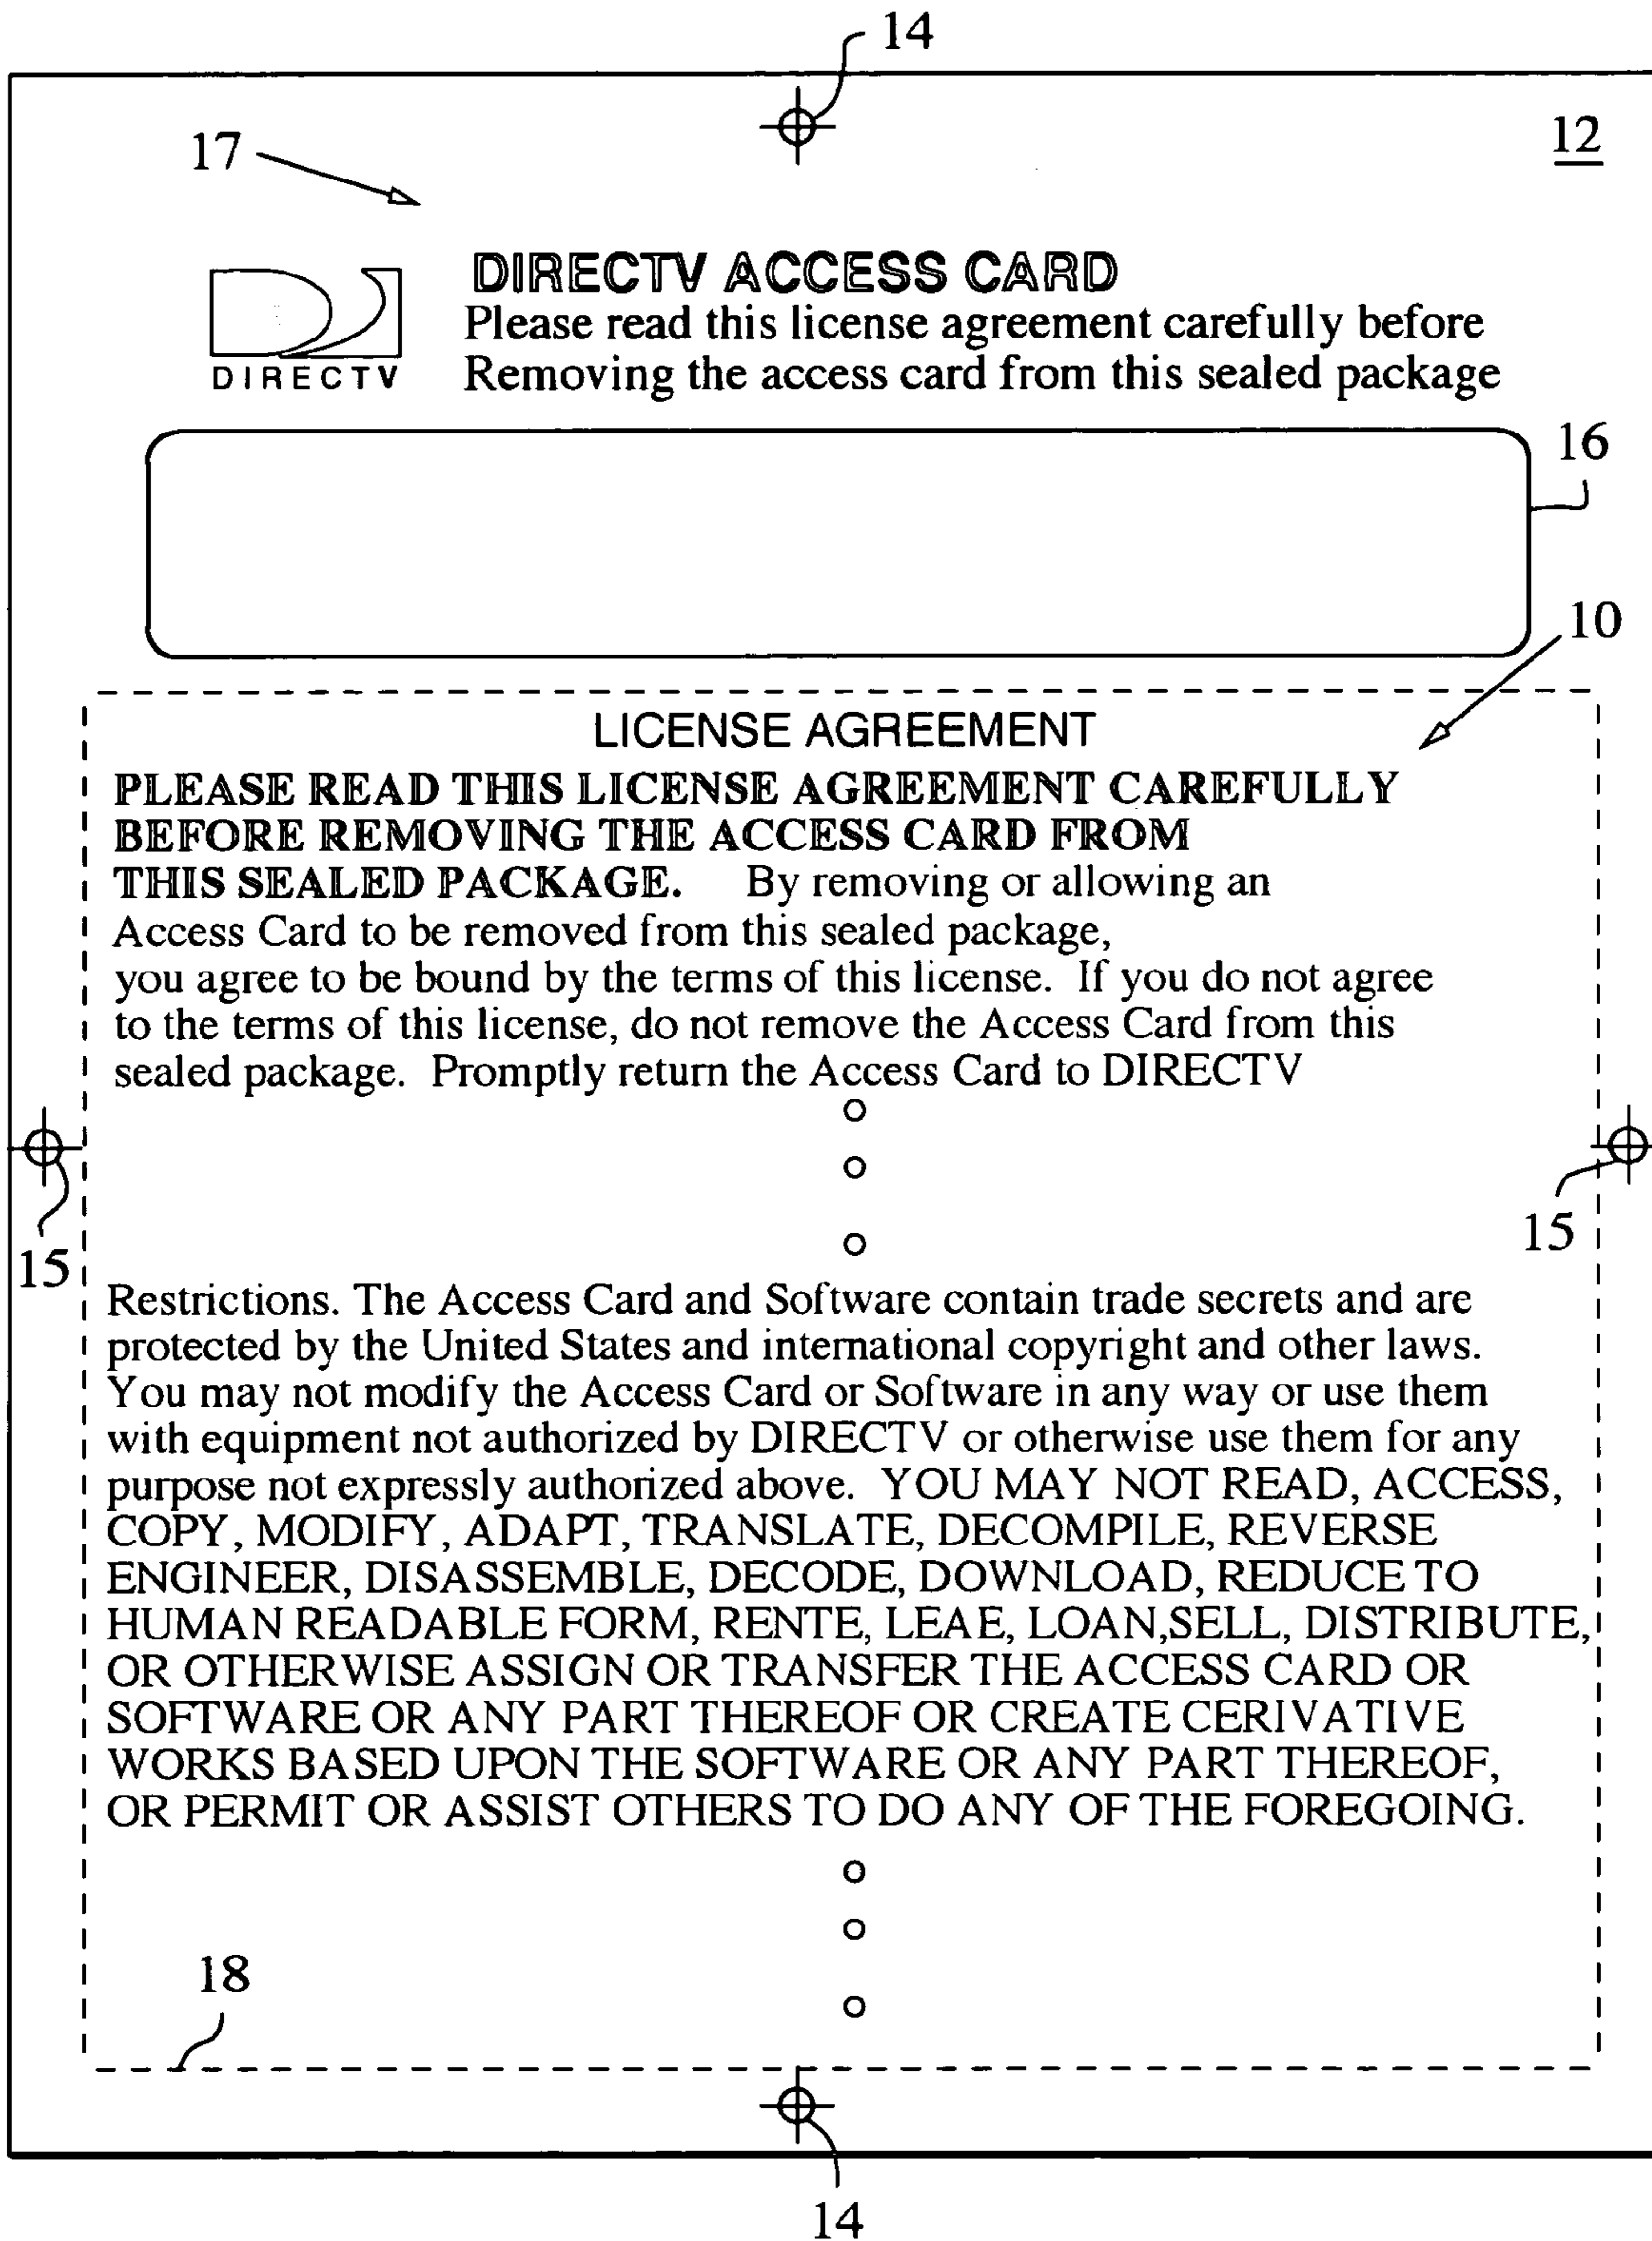 14
12
17
DIRECTV ACCESS CARD
Please read this license agreement carefully before
Removing the access card from this sealed package
DIRECTV
16
10
LICENSE AGREEMENT
PLEASE READ THIS LICENSE AGREEMENT CAREFULLY
BEFORE REMOVING THE ACCESS CARD FROM
THIS SEALED PACKAGE. By removing or allowing an
Access Card to be removed from this sealed package,
you agree to be bound by the terms of this license. If you do not agree
to the terms of this license, do not remove the Access Card from this
sealed package. Promptly return the Access Card to DIRECTV
15
15
Restrictions. The Access Card and Software contain trade secrets and are
protected by the United States and international copyright and other laws.
You may not modify the Access Card or Software in any way or use them
with equipment not authorized by DIRECTV or otherwise use them for any
purpose not expressly authorized above. YOU MAY NOT READ, ACCESS,
COPY, MODIFY, ADAPT, TRANSLATE, DECOMPILE, REVERSE
ENGINEER, DISASSEMBLE, DECODE, DOWNLOAD, REDUCE TO
HUMAN READABLE FORM, RENTE, LEAE, LOAN,SELL, DISTRIBUTE,
OR OTHERWISE ASSIGN OR TRANSFER THE ACCESS CARD OR
SOFTWARE OR ANY PART THEREOF OR CREATE CERIVATIVE
WORKS BASED UPON THE SOFTWARE OR ANY PART THEREOF,
OR PERMIT OR ASSIST OTHERS TO DO ANY OF THE FOREGOING.
18
14